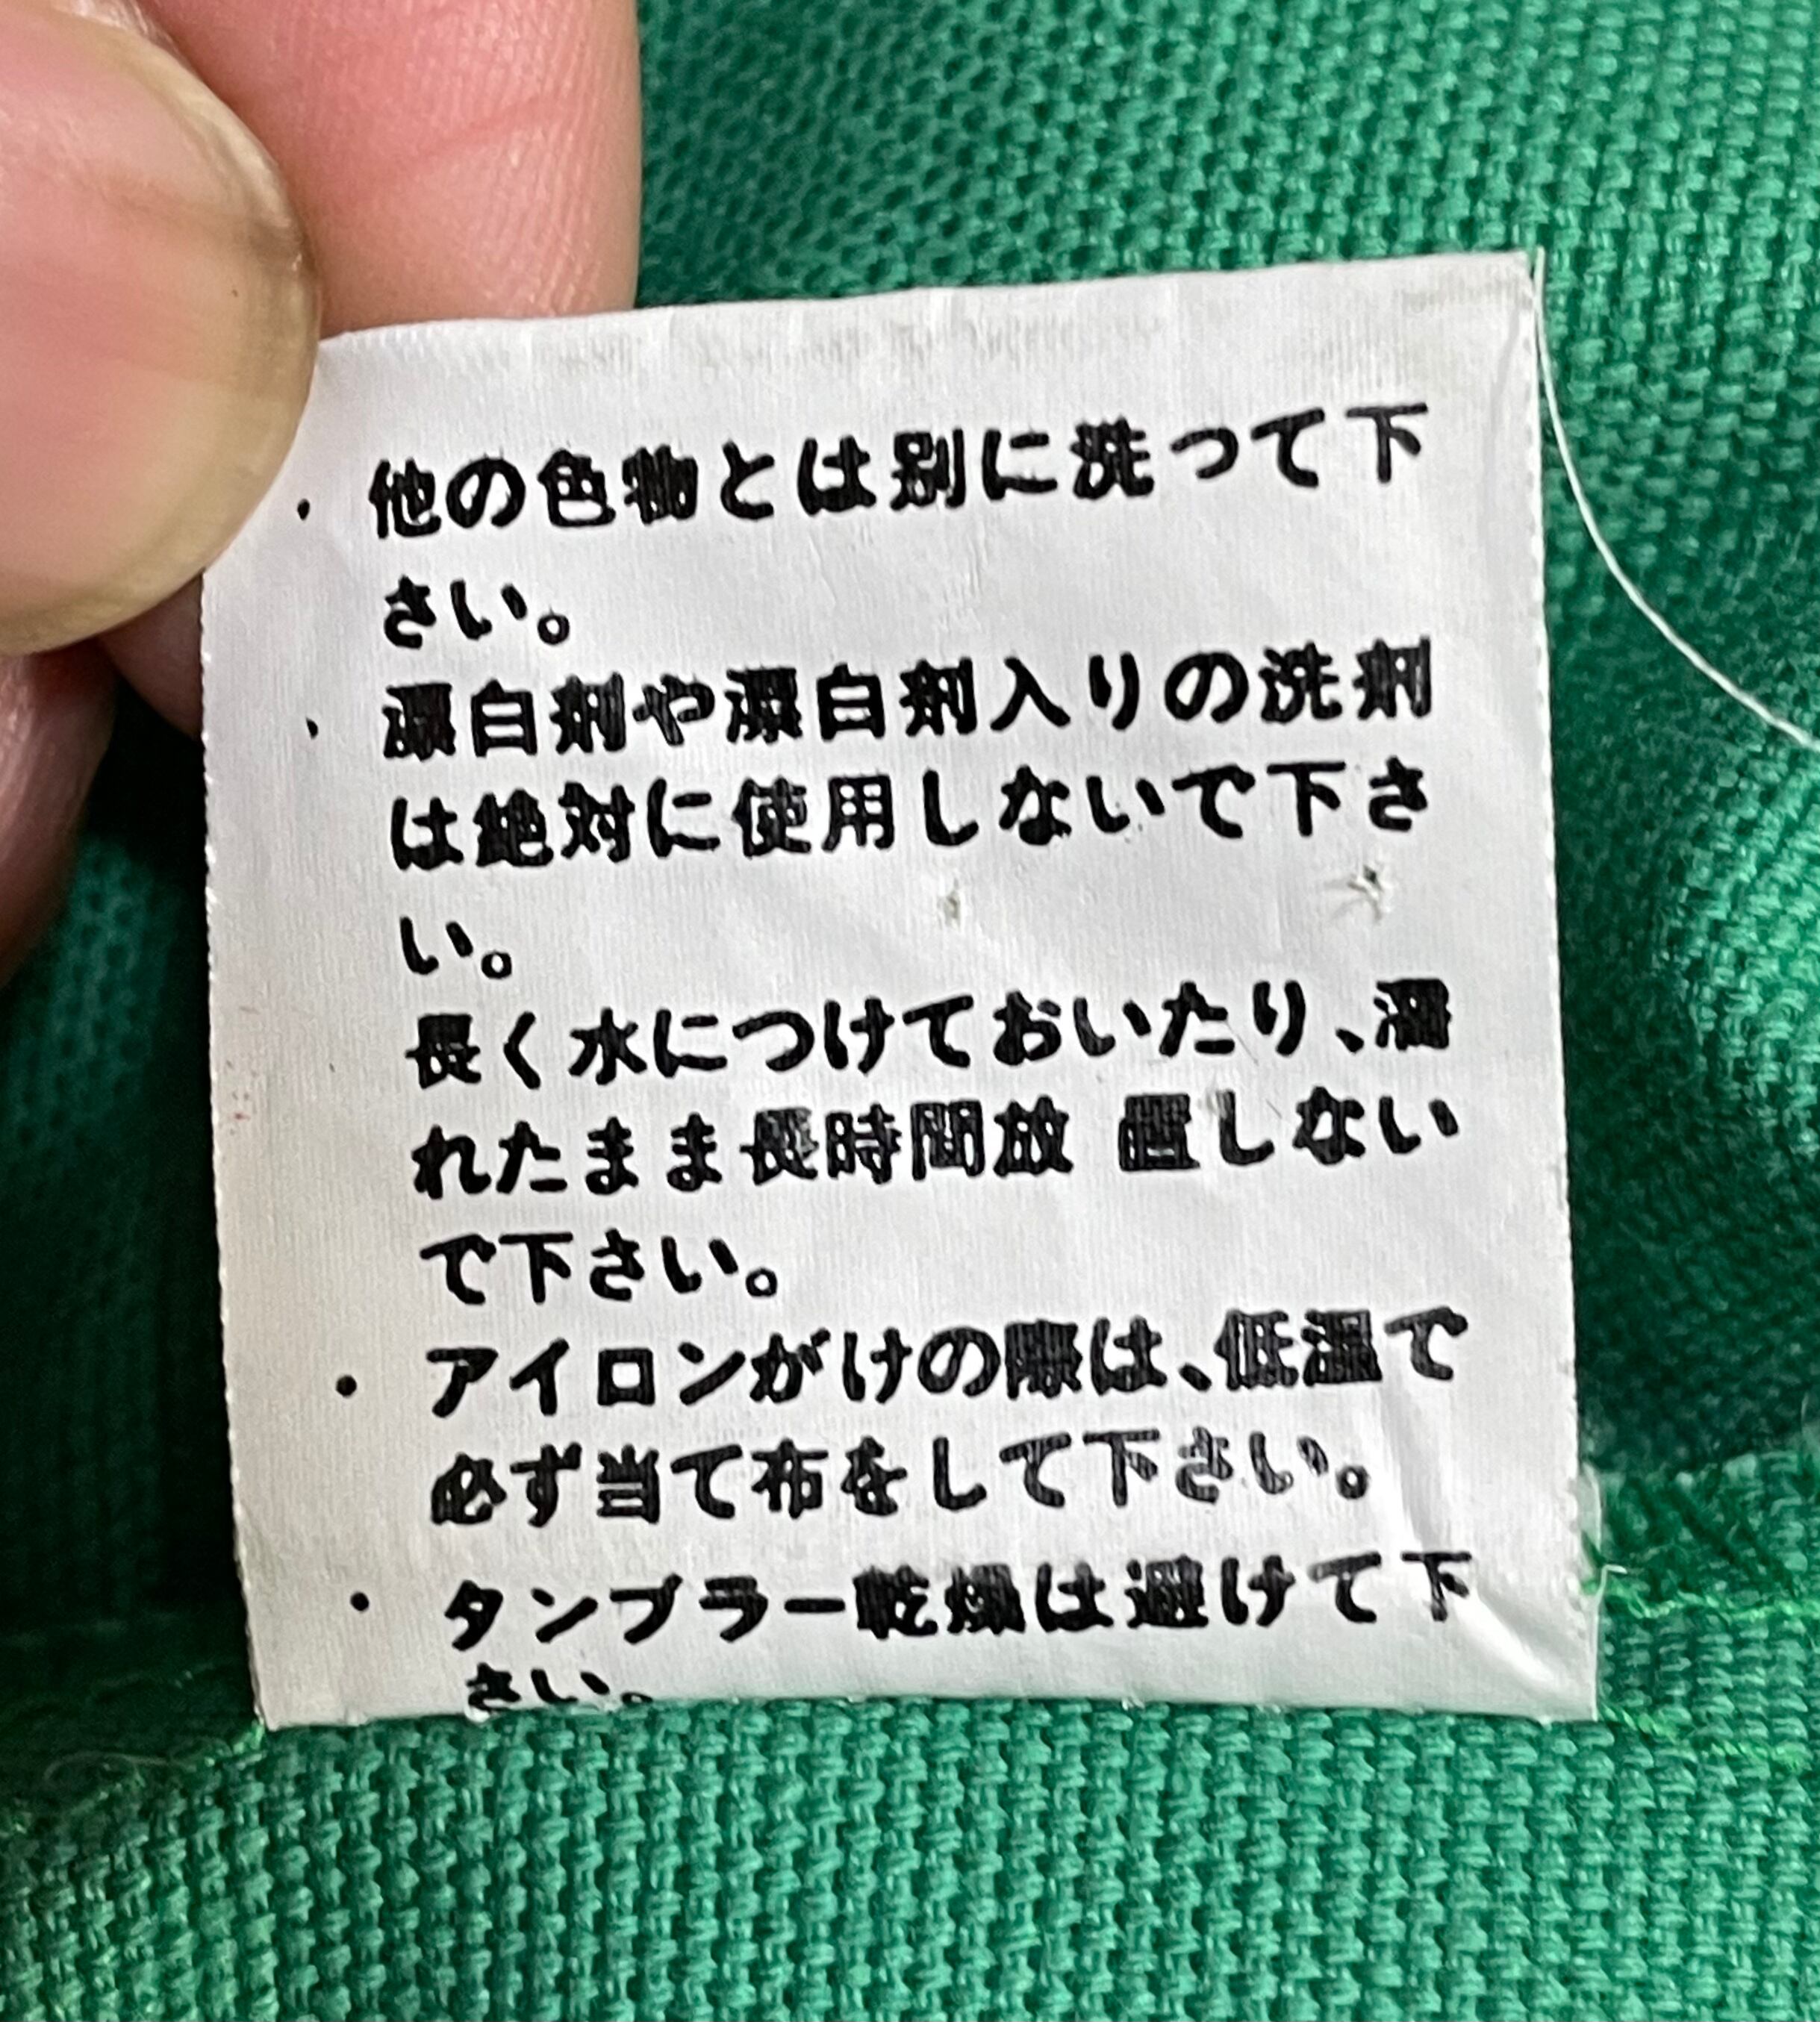 ・他の色物とは別に洗って下
さい。
・漂白剤や漂白剤入りの洗剤
は絶対に使用しないで下さ
い。
長く水につけておいたり、濡
れたまま長時間放 置しない
で下さい。
・アイロンがけの際は、低温で
必ず当て布をして下さい。
・タンブラー乾燥は避けて下
さい。